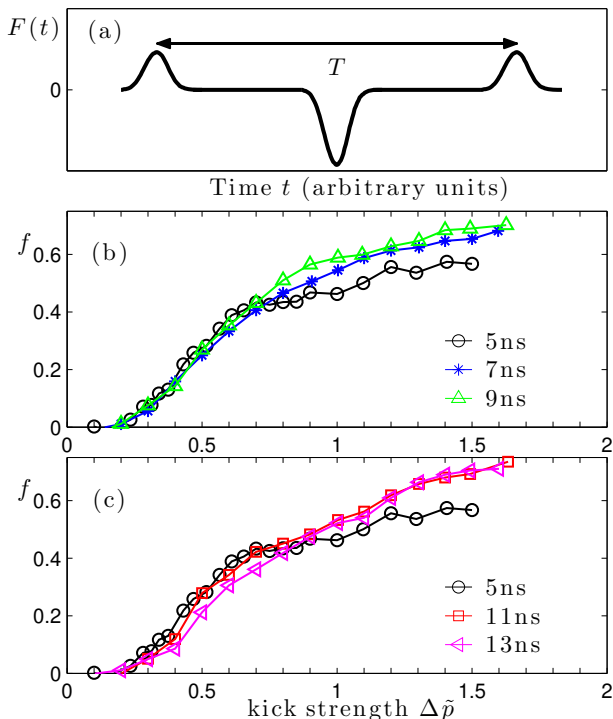 F(t)
(a)
T
0
Time t (arbitrary units)
f
(b)
0.6
0.4
0.2
0
5ns
7ns
9ns
0 0.5 1 1.5 2
f
(c)
0.6
0.4
0.2
0
5ns
11ns
13ns
0 0.5 1 1.5 2
kick strength Δp̃